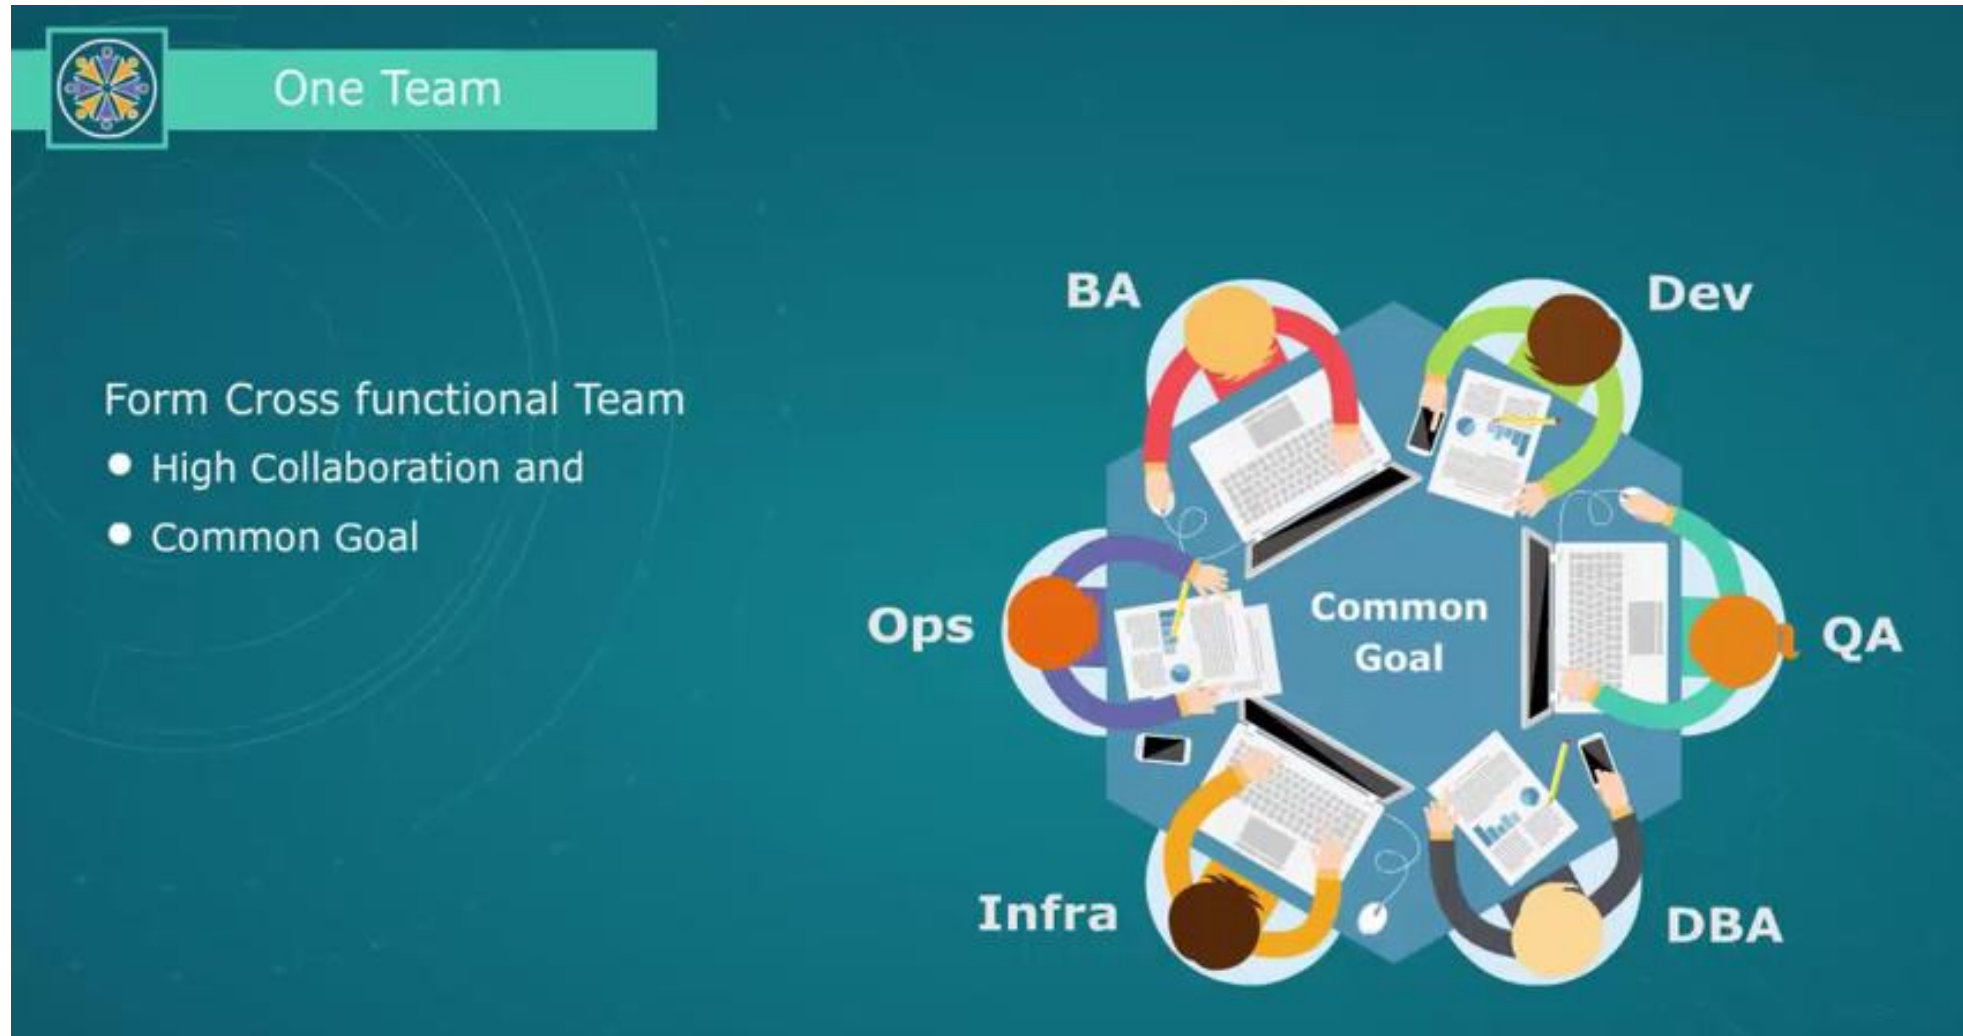 One Team
Form Cross functional Team
High Collaboration and
Common Goal
BA
Dev
Ops
Common
Goal
QA
Infra
DBA